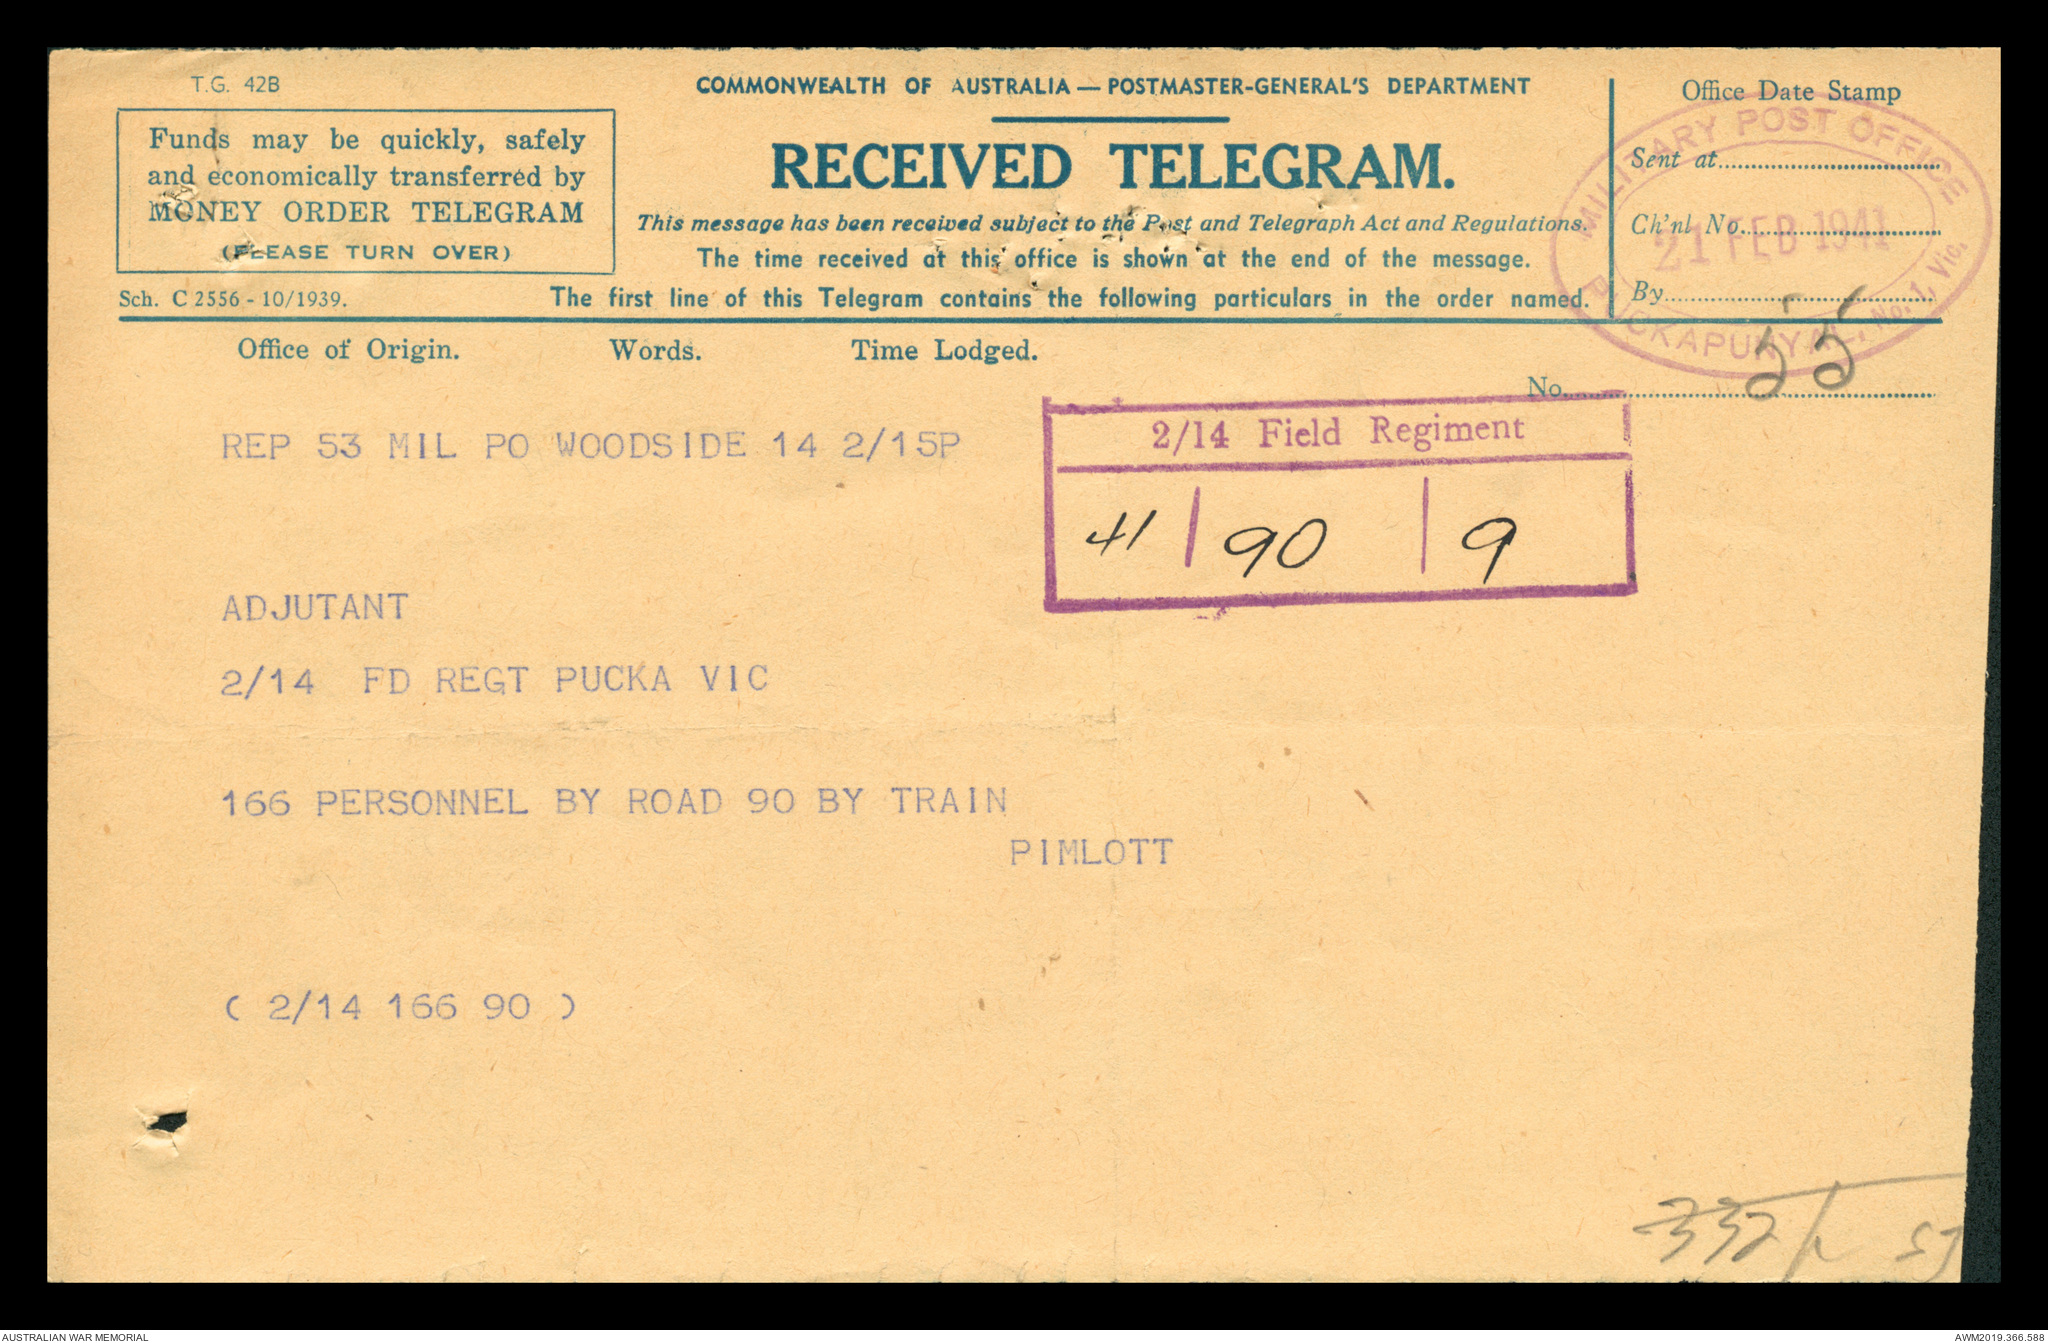 T.G. 42B
COMMONWEALTH OF AUSTRALIA — POSTMASTER-GENERAL'S DEPARTMENT
Office Date Stamp
Funds may be quickly, safely
and economically transferred by
MONEY ORDER TELEGRAM
(PLEASE TURN OVER)
RECEIVED TELEGRAM.
This message has been received subject to the Post and Telegraph Act and Regulations.
The time received at this office is shown at the end of the message.
Sch. C 2556 - 10/1939.
The first line of this Telegram contains the following particulars in the order named.
Sent at
Ch'nl No.
By
MILITARY POST OFFICE
21 FEB 1941
PUCKAPUNYAL, No. 1, Vic.
Office of Origin. Words. Time Lodged.
No. 55
REP 53 MIL PO WOODSIDE 14 2/15P
2/14 Field Regiment
41 | 90 | 9
ADJUTANT
2/14 FD REGT PUCKA VIC
166 PERSONNEL BY ROAD 90 BY TRAIN
PIMLOTT
( 2/14 166 90 )
AUSTRALIAN WAR MEMORIAL
AWM2019.366.588